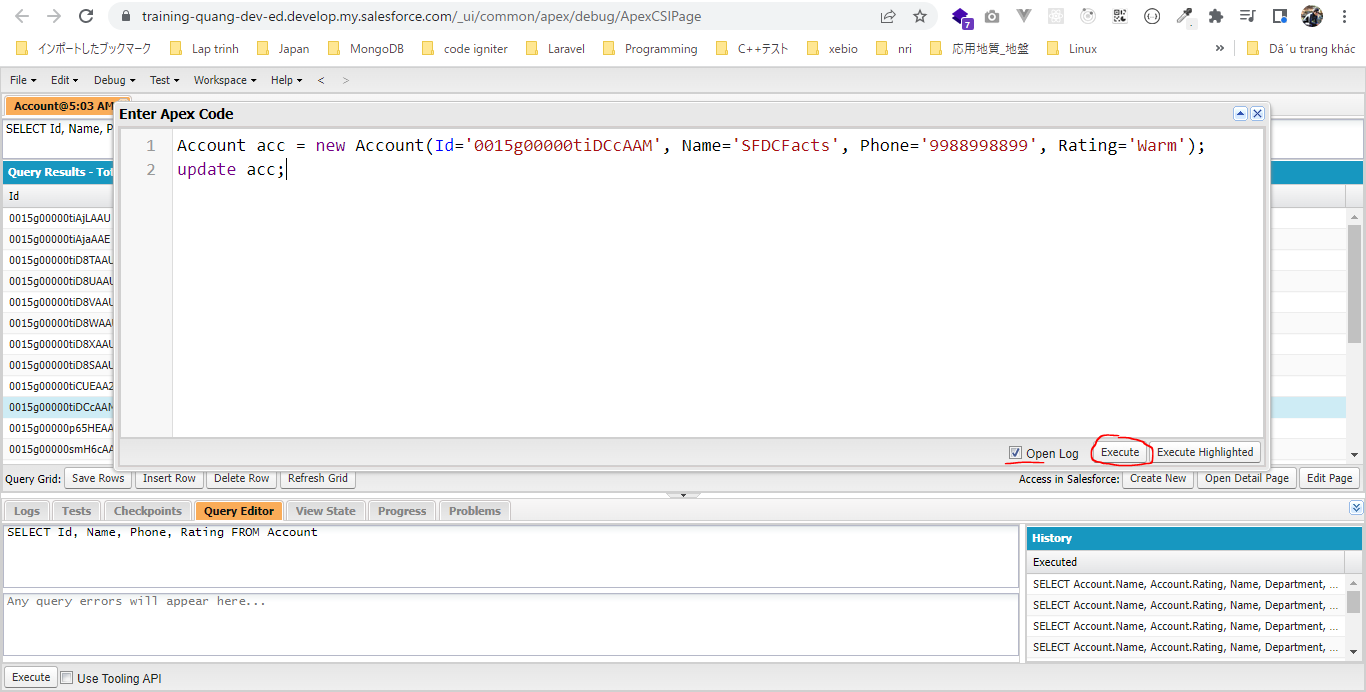 training-quang-dev-ed.develop.my.salesforce.com/_ui/common/apex/debug/ApexCSIPage
7
インポートしたブックマーク Lap trinh Japan MongoDB code igniter Laravel Programming C++テスト xebio nri 応用地質_地盤 Linux » Dấu trang khác
File Edit Debug Test Workspace Help < >
Account@5:03 AM
Enter Apex Code
SELECT Id, Name, P
1 Account acc = new Account(Id='0015g00000tiDCcAAM', Name='SFDCFacts', Phone='9988998899', Rating='Warm');
2 update acc;
Query Results - Tot
Id
0015g00000tiAjLAAU
0015g00000tiAjaAAE
0015g00000tiD8TAAU
0015g00000tiD8UAAU
0015g00000tiD8VAAU
0015g00000tiD8WAAU
0015g00000tiD8XAAU
0015g00000tiD8SAAU
0015g00000tiCUEAA2
0015g00000tiDCcAAM
0015g00000p65HEAA
0015g00000smH6cAA
Open Log Execute Execute Highlighted
Query Grid: Save Rows Insert Row Delete Row Refresh Grid Access in Salesforce: Create New Open Detail Page Edit Page
Logs Tests Checkpoints Query Editor View State Progress Problems
SELECT Id, Name, Phone, Rating FROM Account
Any query errors will appear here...
History
Executed
SELECT Account.Name, Account.Rating, Name, Department, ...
SELECT Account.Name, Account.Rating, Name, Department, ...
SELECT Account.Name, Account.Rating, Name, Department, ...
SELECT Account.Name, Account.Rating, Name, Department, ...
Execute Use Tooling API